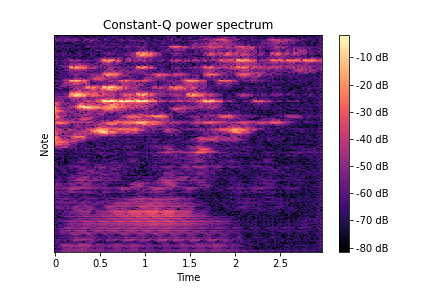 Constant-Q power spectrum
-10 dB
-20 dB
-30 dB
-40 dB
-50 dB
-60 dB
-70 dB
-80 dB
Note
0
0.5
1
1.5
2
2.5
Time